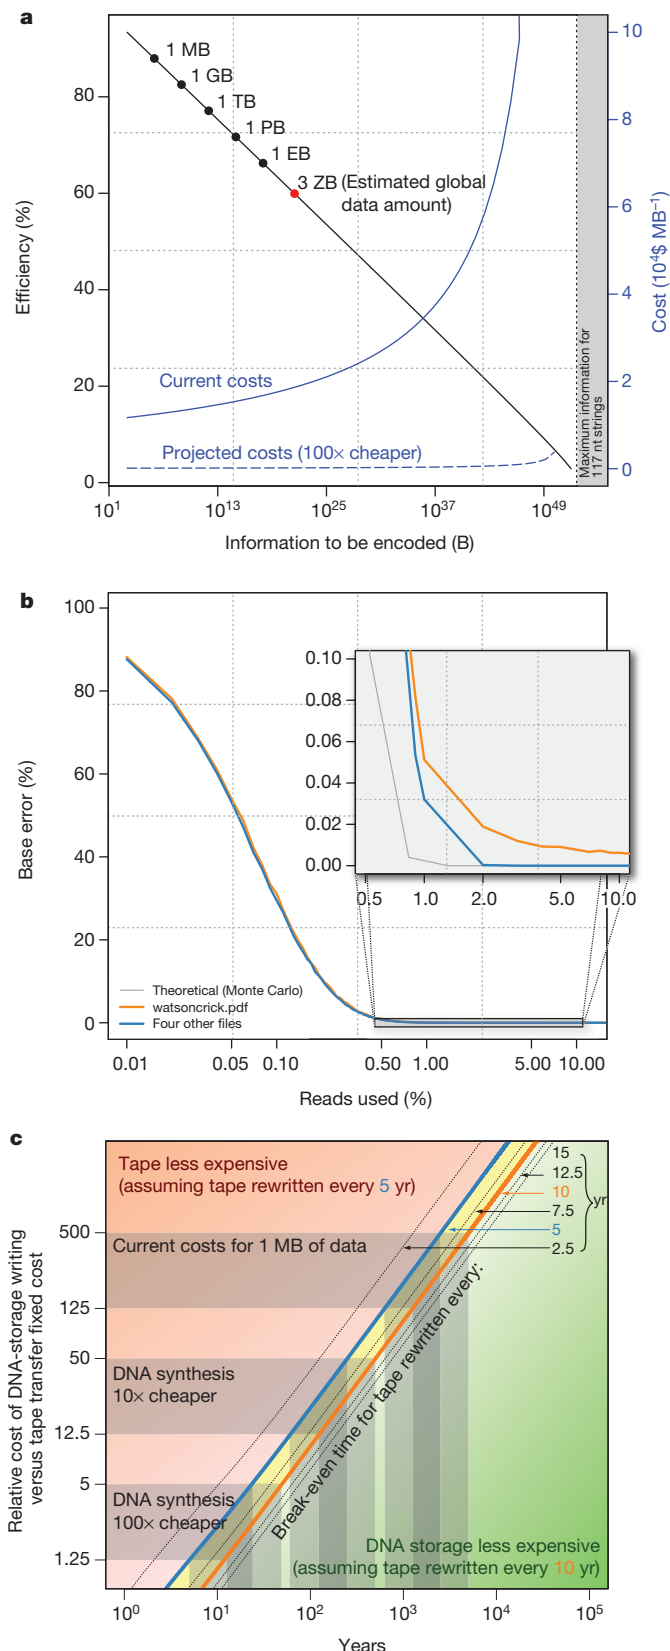 a
1 MB
1 GB
1 TB
1 PB
1 EB
3 ZB (Estimated global
data amount)
Current costs
Projected costs (100× cheaper)
Maximum information for
117 nt strings
Efficiency (%)
80
60
40
20
0
Cost (10⁴$ MB⁻¹)
10
8
6
4
2
0
10¹
10¹³
10²⁵
10³⁷
10⁴⁹
Information to be encoded (B)
b
Base error (%)
100
80
60
40
20
0
0.10
0.08
0.06
0.04
0.02
0.00
0.5
1.0
2.0
5.0
10.0
Theoretical (Monte Carlo)
watsoncrick.pdf
Four other files
0.01
0.05
0.10
0.50
1.00
5.00
10.00
Reads used (%)
c
Relative cost of DNA-storage writing
versus tape transfer fixed cost
500
125
50
12.5
5
1.25
Tape less expensive
(assuming tape rewritten every 5 yr)
15
12.5
10
7.5
5
2.5
yr
Current costs for 1 MB of data
DNA synthesis
10× cheaper
DNA synthesis
100× cheaper
Break-even time for tape rewritten every:
DNA storage less expensive
(assuming tape rewritten every 10 yr)
10⁰
10¹
10²
10³
10⁴
10⁵
Years